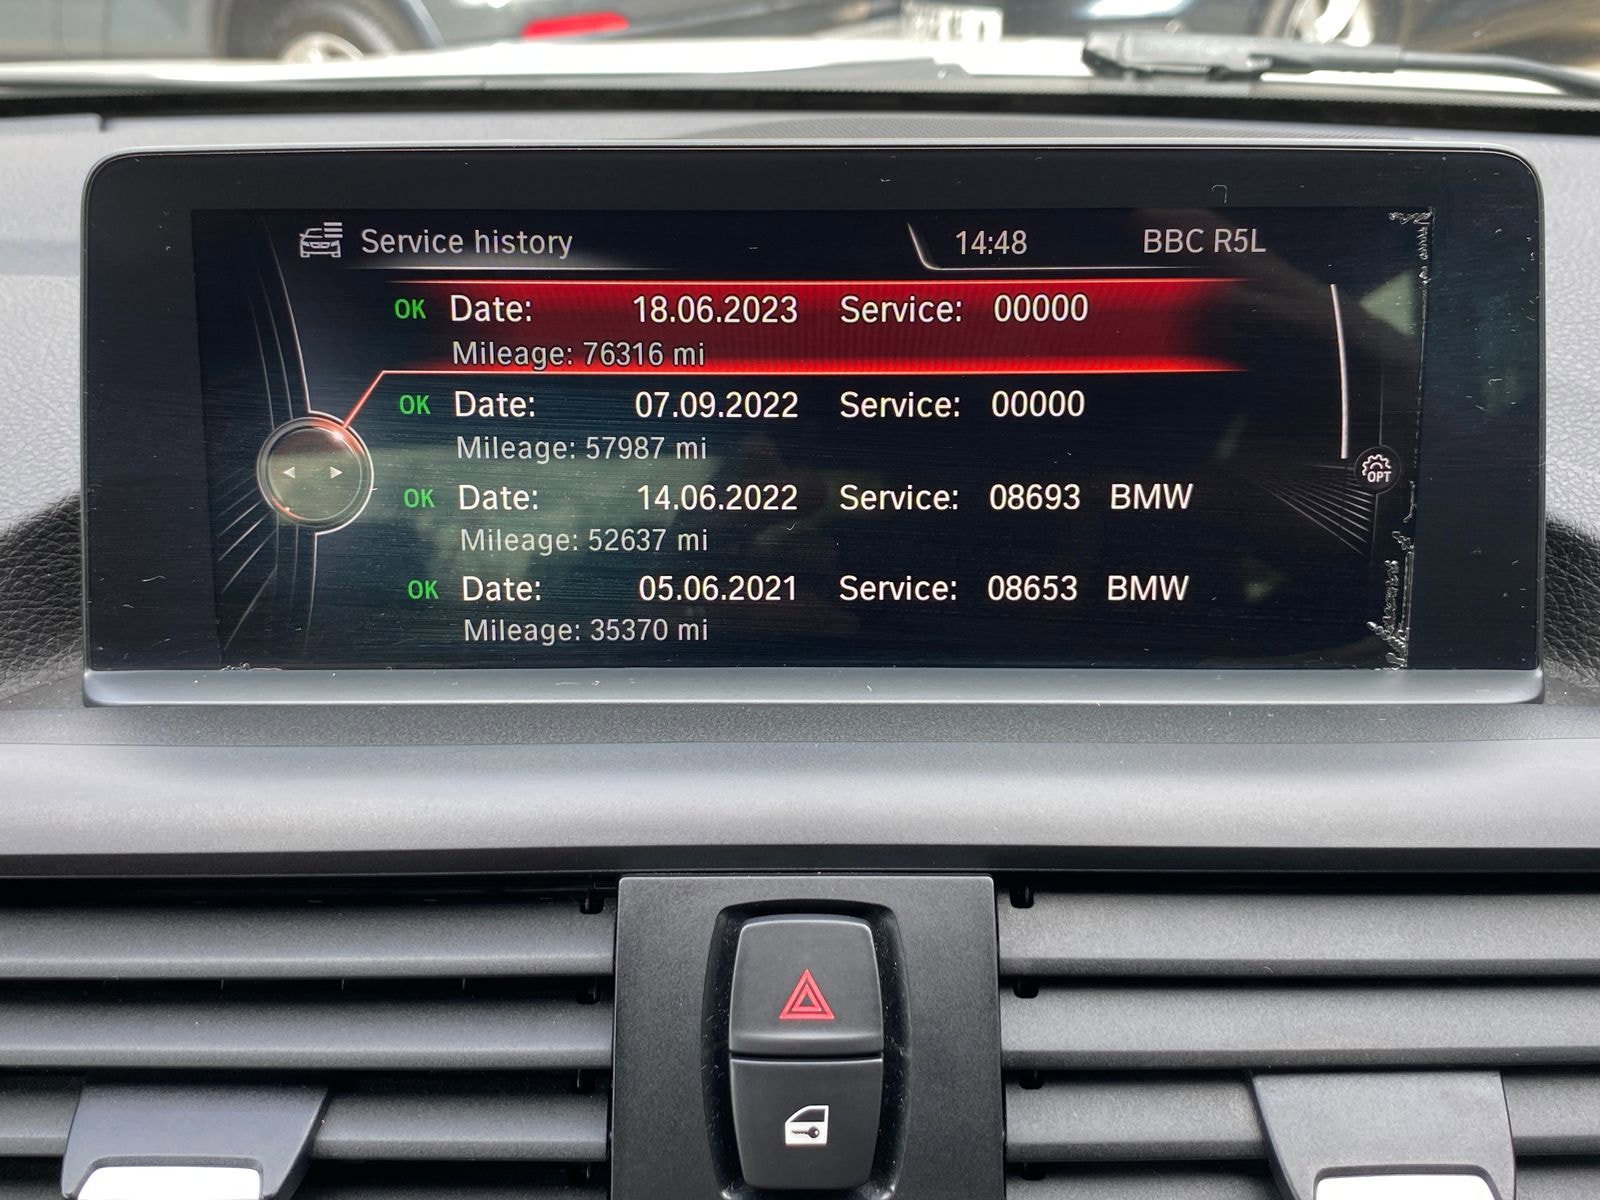 Service history 14:48 BBC R5L
OK Date: 18.06.2023 Service: 00000
Mileage: 76316 mi
OK Date: 07.09.2022 Service: 00000
Mileage: 57987 mi
OK Date: 14.06.2022 Service: 08693 BMW
Mileage: 52637 mi
OPT
OK Date: 05.06.2021 Service: 08653 BMW
Mileage: 35370 mi